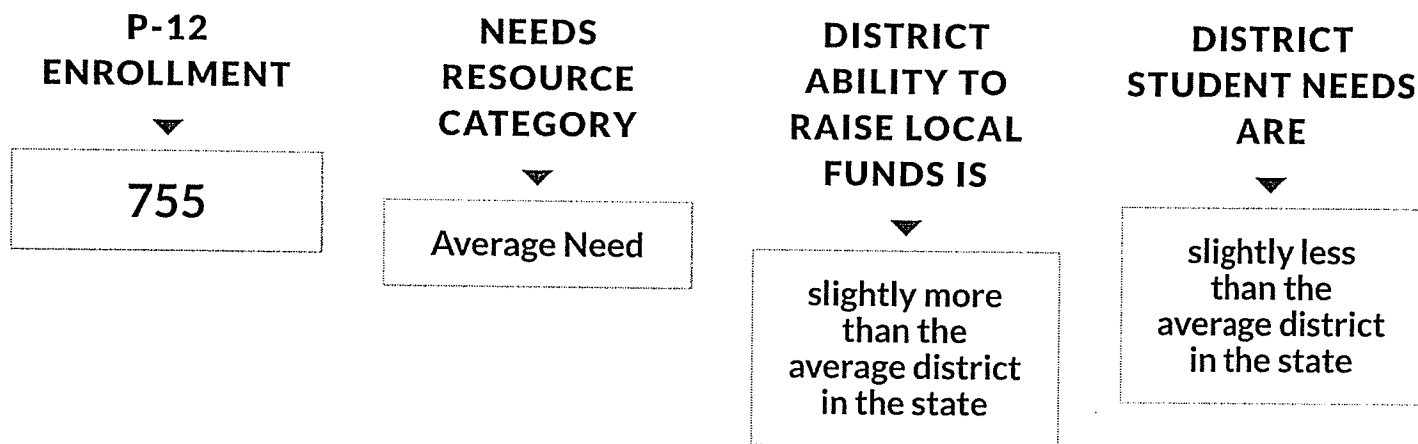 P-12
ENROLLMENT
755
NEEDS
RESOURCE
CATEGORY
Average Need
DISTRICT
ABILITY TO
RAISE LOCAL
FUNDS IS
slightly more
than the
average district
in the state
DISTRICT
STUDENT NEEDS
ARE
slightly less
than the
average district
in the state